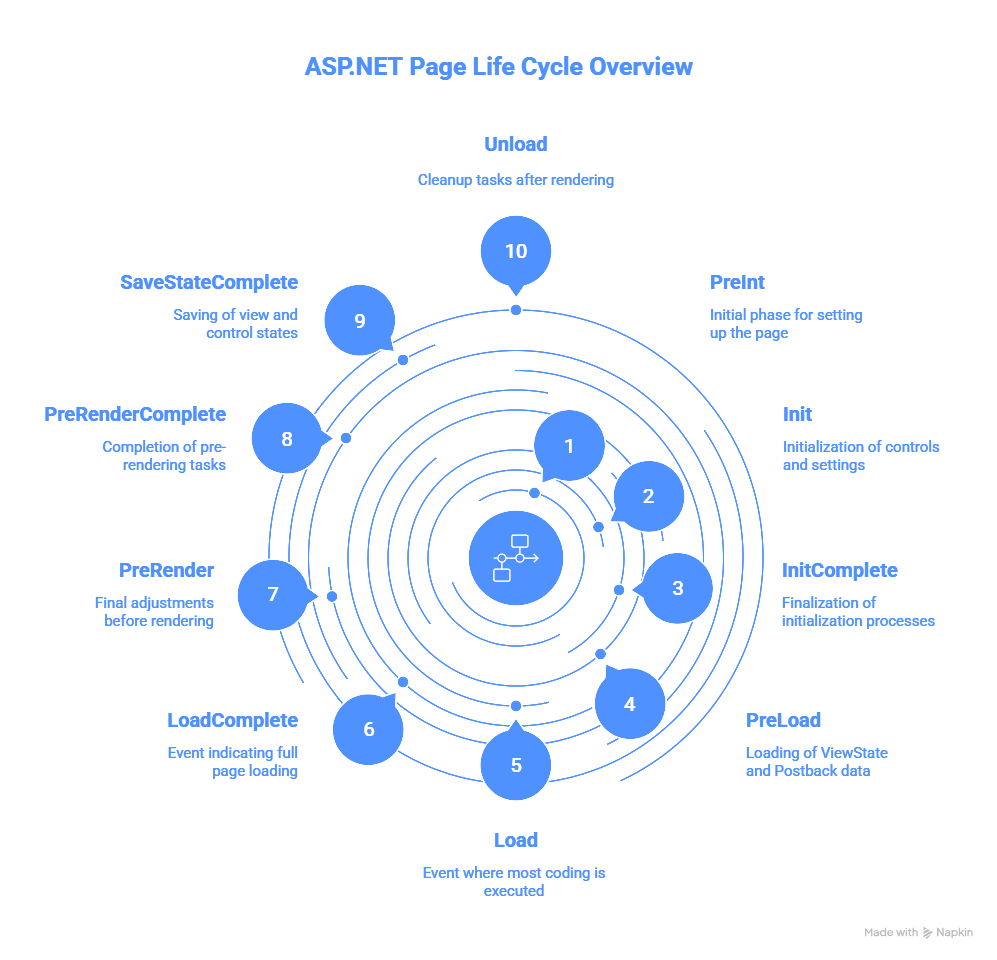 ASP.NET Page Life Cycle Overview
Unload
Cleanup tasks after rendering
10
SaveStateComplete
Saving of view and
control states
9
PreInt
Initial phase for setting
up the page
PreRenderComplete
Completion of pre-
rendering tasks
8
1
Init
Initialization of controls
and settings
2
PreRender
Final adjustments
before rendering
7
3
InitComplete
Finalization of
initialization processes
LoadComplete
Event indicating full
page loading
6
4
PreLoad
Loading of ViewState
and Postback data
5
Load
Event where most coding is
executed
Made with Napkin